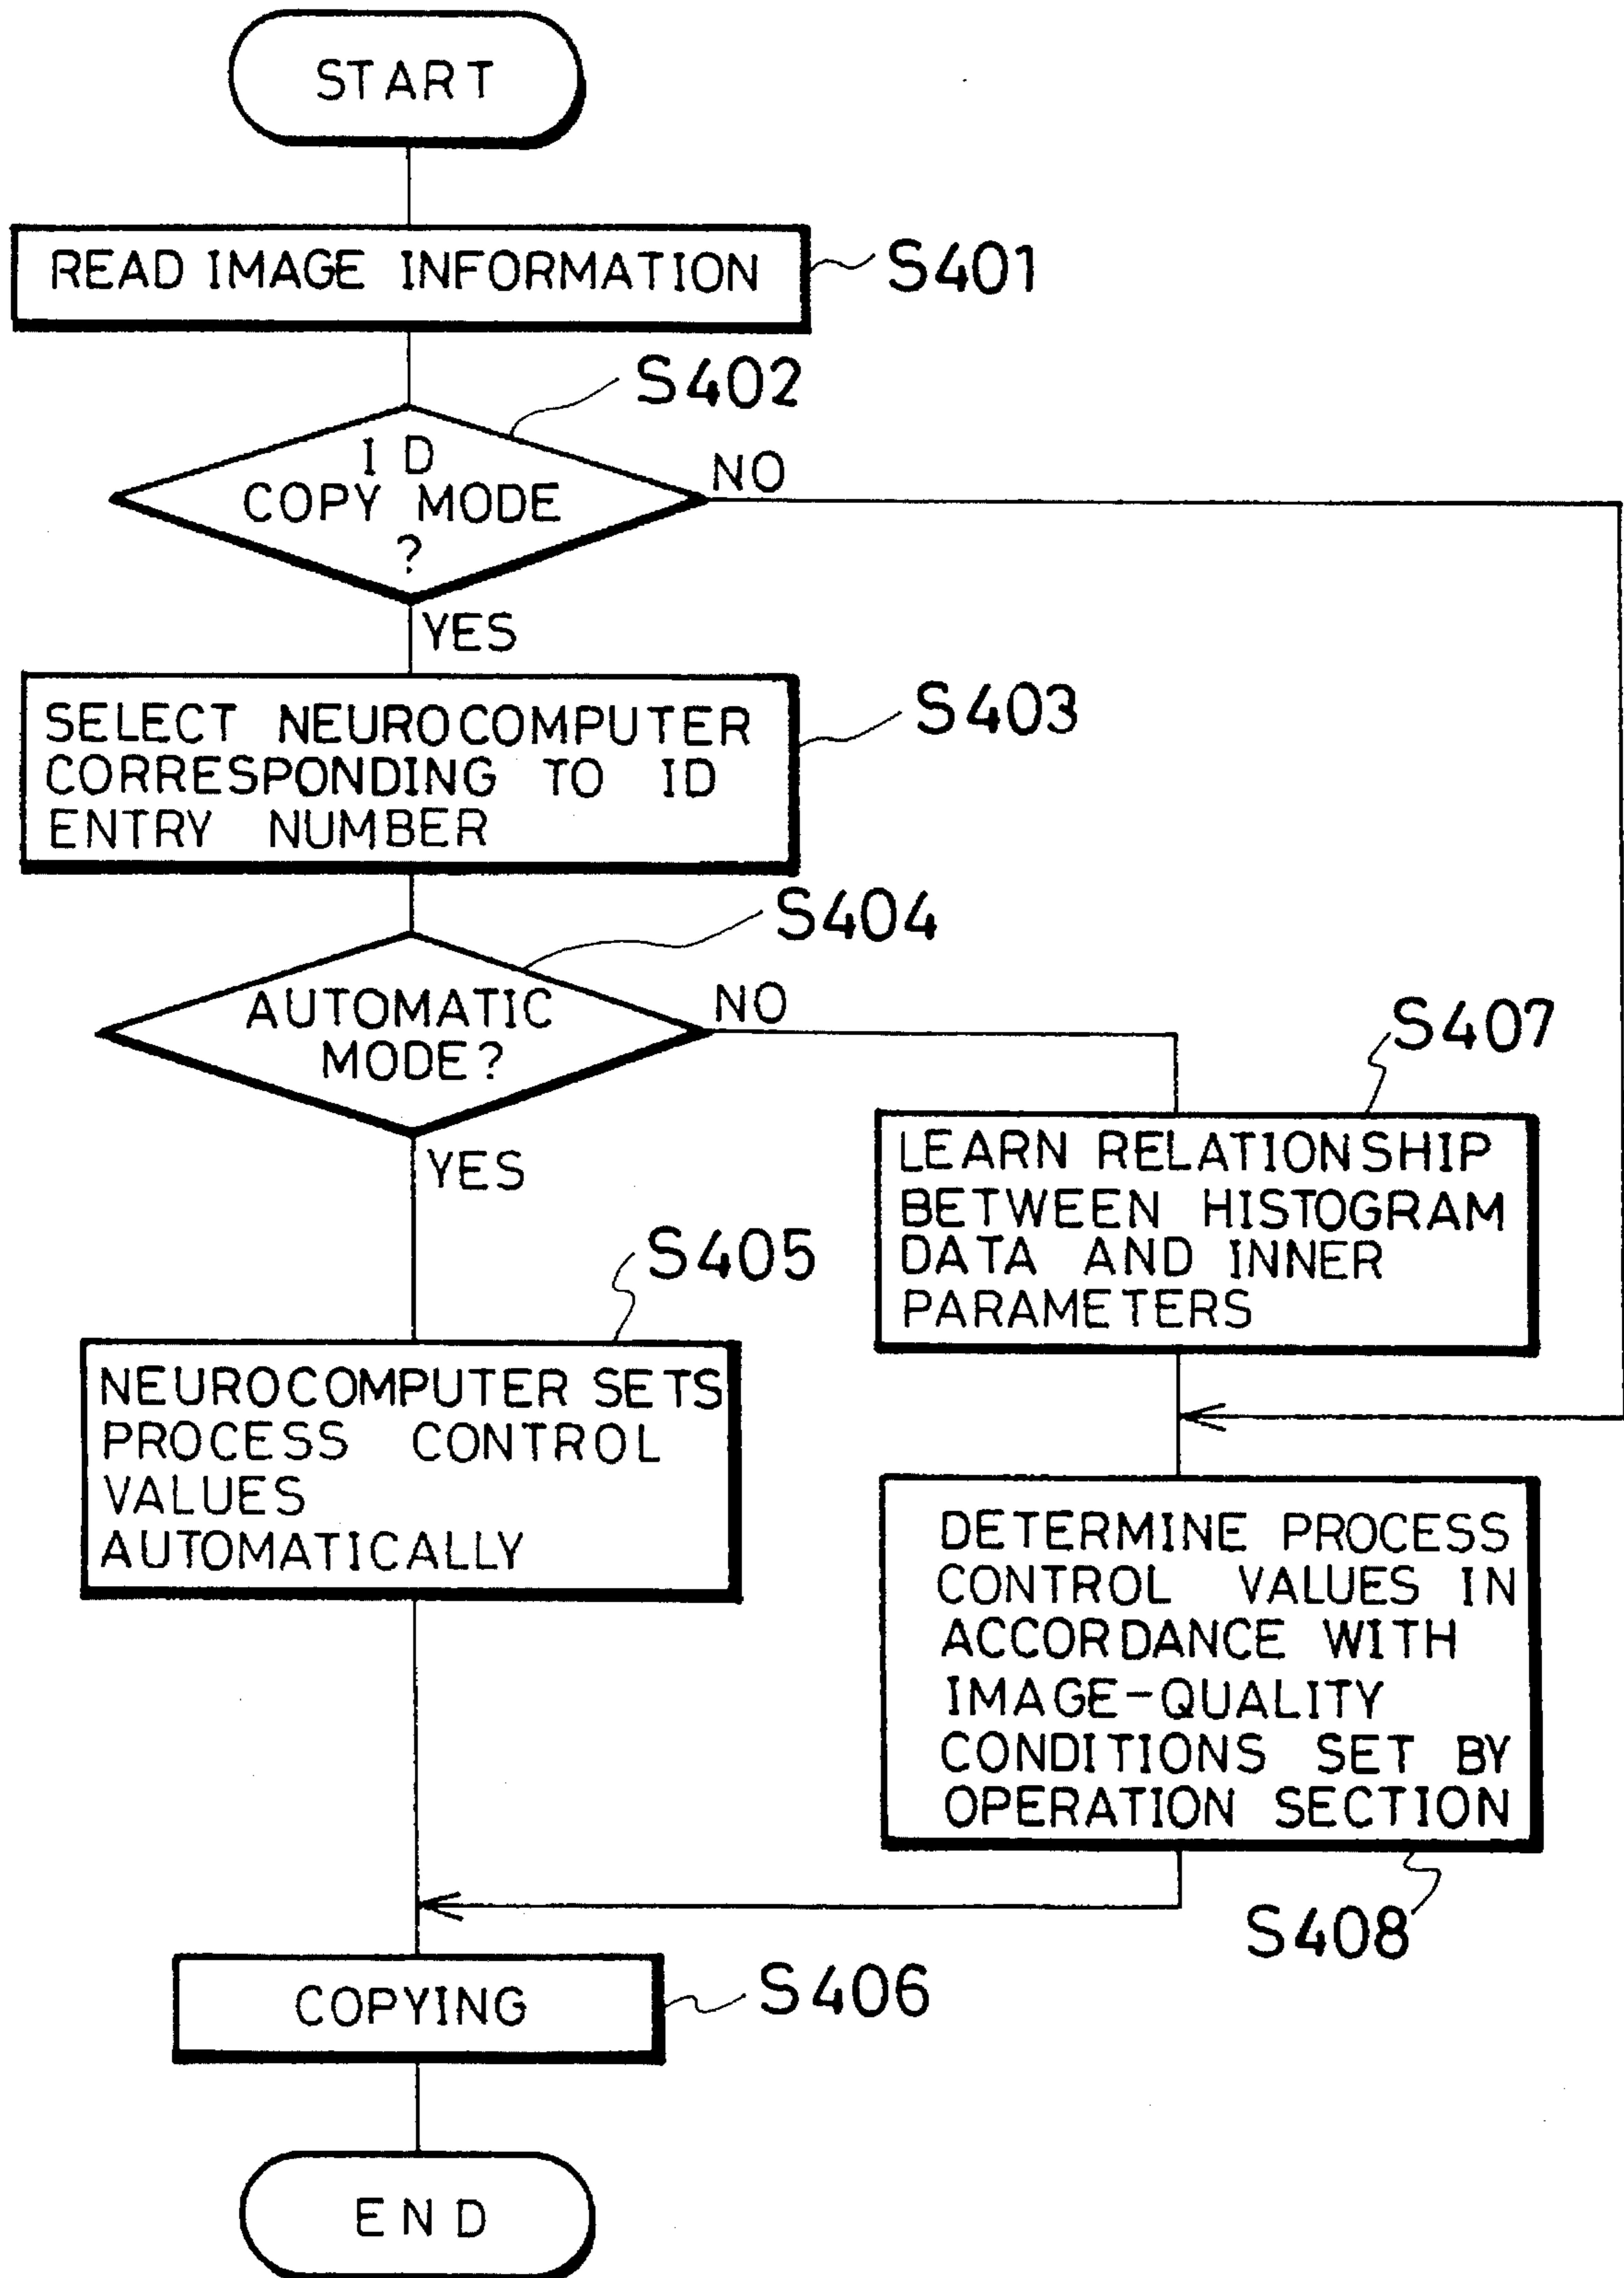 START
READ IMAGE INFORMATION
S401
S402
ID
COPY MODE
?
NO
YES
SELECT NEUROCOMPUTER
CORRESPONDING TO ID
ENTRY NUMBER
S403
S404
AUTOMATIC
MODE?
NO
YES
S407
LEARN RELATIONSHIP
BETWEEN HISTOGRAM
DATA AND INNER
PARAMETERS
S405
NEUROCOMPUTER SETS
PROCESS CONTROL
VALUES
AUTOMATICALLY
DETERMINE PROCESS
CONTROL VALUES IN
ACCORDANCE WITH
IMAGE-QUALITY
CONDITIONS SET BY
OPERATION SECTION
S408
COPYING
S406
END